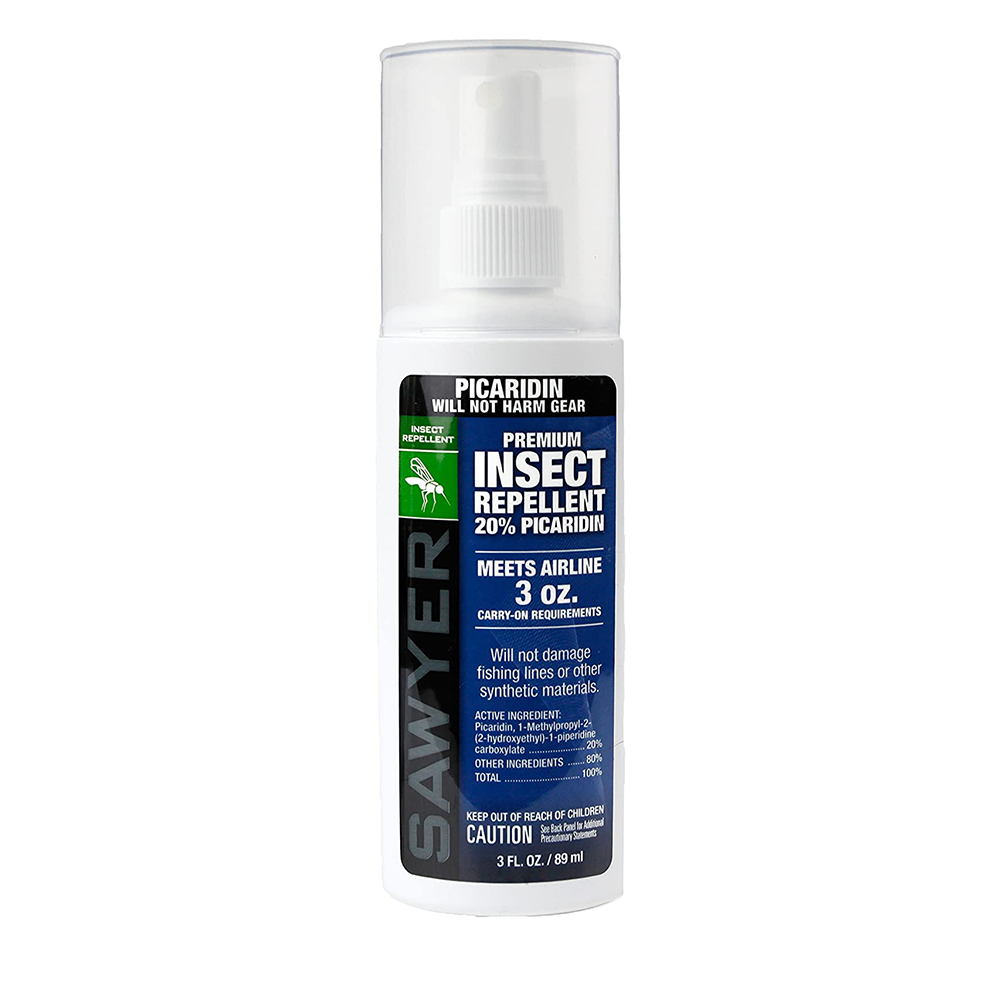 PICARIDIN
WILL NOT HARM GEAR
INSECT
REPELLENT
SAWYER
PREMIUM
INSECT
REPELLENT
20% PICARIDIN
MEETS AIRLINE
3 oz.
CARRY-ON REQUIREMENTS
Will not damage
fishing lines or other
synthetic materials.
ACTIVE INGREDIENT:
Picaridin, 1-Methylpropyl-2-
(2-hydroxyethyl)-1-piperidine
carboxylate ..................... 20%
OTHER INGREDIENTS ...... 80%
TOTAL ............................ 100%
KEEP OUT OF REACH OF CHILDREN
CAUTION See Back Panel for Additional
Precautionary Statements
3 FL. OZ. / 89 ml